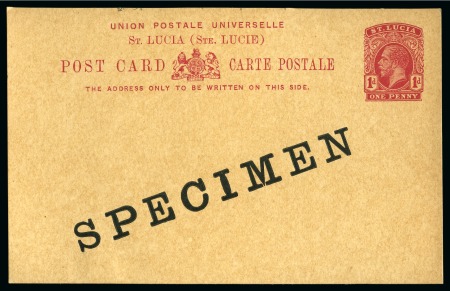 UNION POSTALE UNIVERSELLE
ST. LUCIA (STE. LUCIE)
POST CARD CARTE POSTALE
THE ADDRESS ONLY TO BE WRITTEN ON THIS SIDE.
ST. LUCIA
1d 1d
ONE PENNY
SPECIMEN